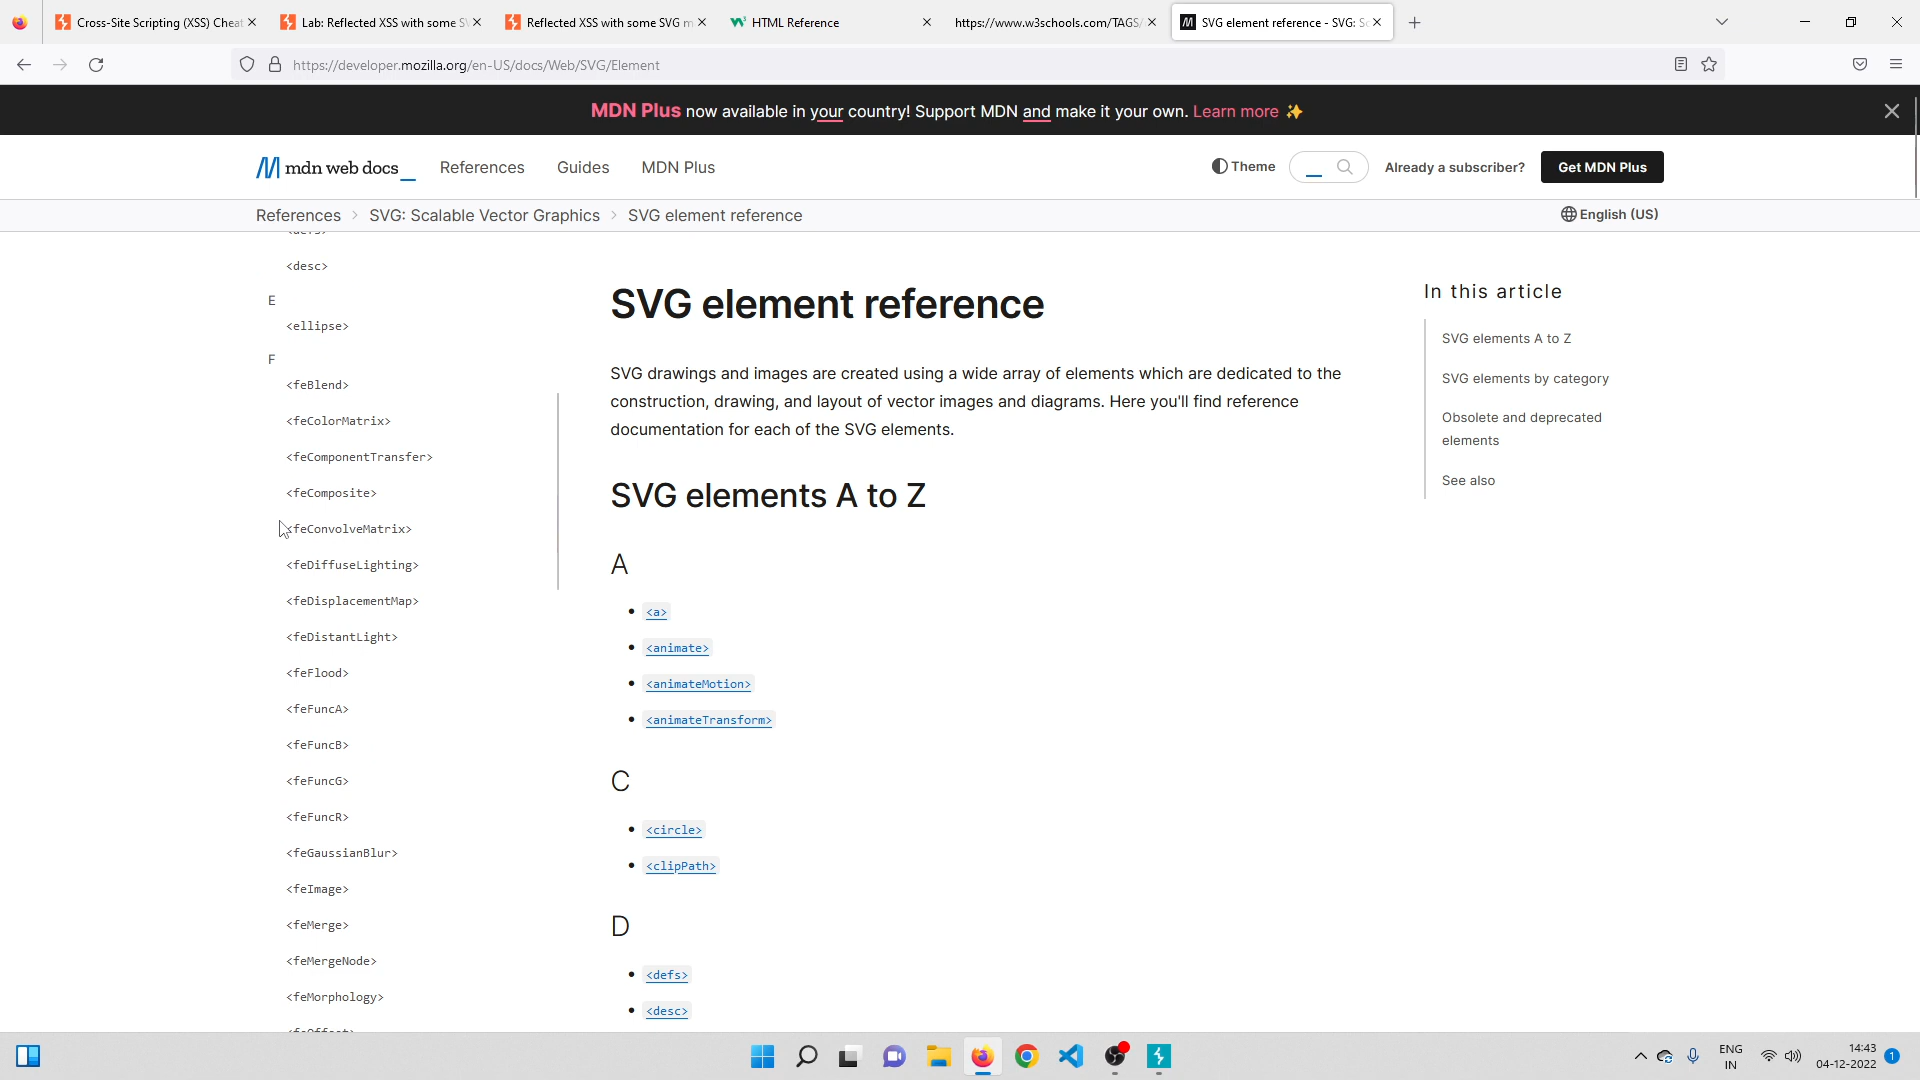 Cross-Site Scripting (XSS) Cheat
Lab: Reflected XSS with some SV
Reflected XSS with some SVG m
HTML Reference
https://www.w3schools.com/TAGS/
SVG element reference - SVG: Sc
https://developer.mozilla.org/en-US/docs/Web/SVG/Element
MDN Plus now available in your country! Support MDN and make it your own. Learn more ✨
mdn web docs_
References
Guides
MDN Plus
Theme
Already a subscriber?
Get MDN Plus
References > SVG: Scalable Vector Graphics > SVG element reference
English (US)
<desc>
E
<ellipse>
F
<feBlend>
<feColorMatrix>
<feComponentTransfer>
<feComposite>
<feConvolveMatrix>
<feDiffuseLighting>
<feDisplacementMap>
<feDistantLight>
<feFlood>
<feFuncA>
<feFuncB>
<feFuncG>
<feFuncR>
<feGaussianBlur>
<feImage>
<feMerge>
<feMergeNode>
<feMorphology>
<feOffset>
SVG element reference
SVG drawings and images are created using a wide array of elements which are dedicated to the
construction, drawing, and layout of vector images and diagrams. Here you'll find reference
documentation for each of the SVG elements.
SVG elements A to Z
A
• <a>
• <animate>
• <animateMotion>
• <animateTransform>
C
• <circle>
• <clipPath>
D
• <defs>
• <desc>
In this article
SVG elements A to Z
SVG elements by category
Obsolete and deprecated
elements
See also
ENG
IN
14:43
04-12-2022
1